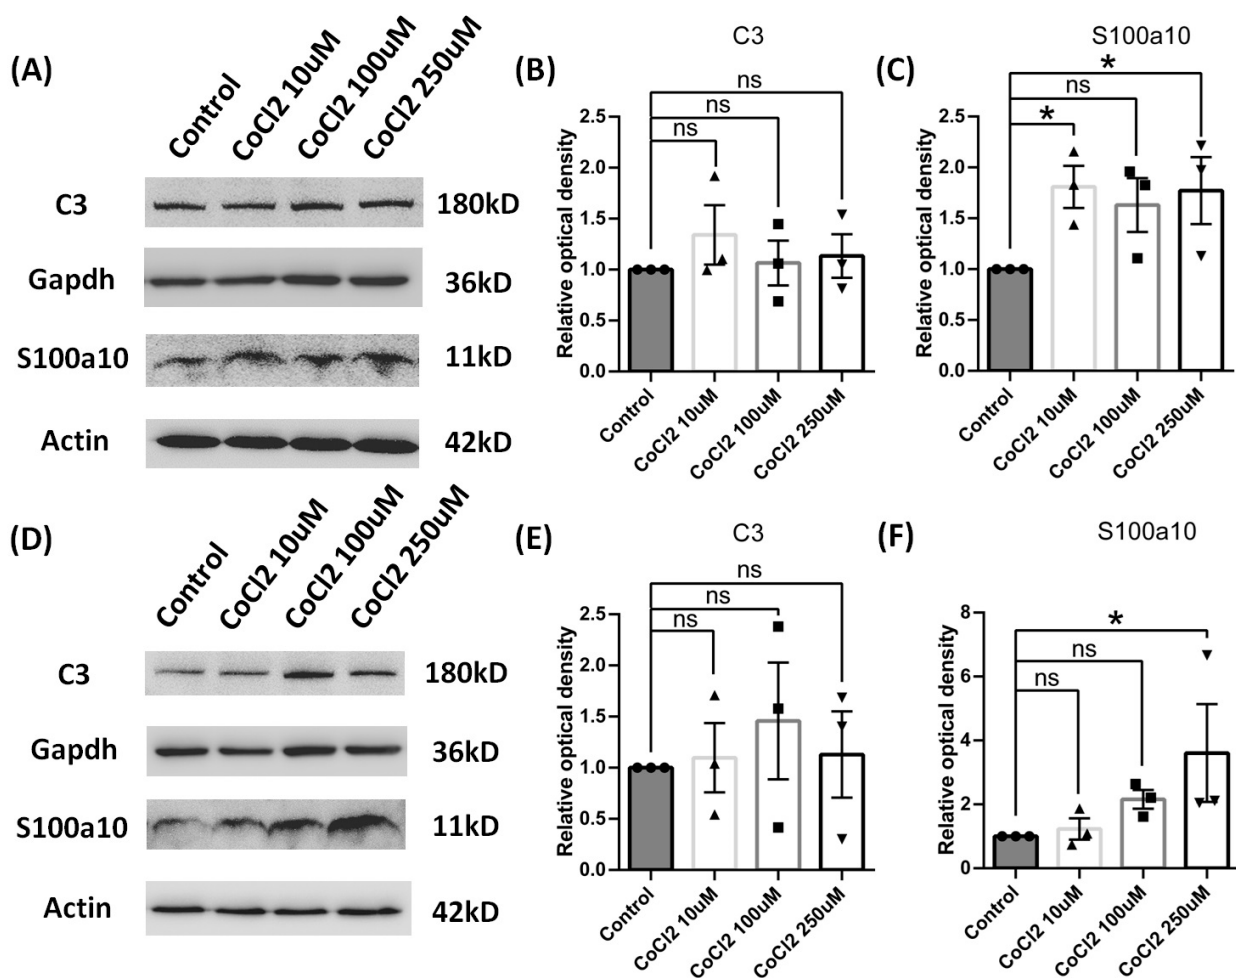 (A)
Control
CoCl2 10uM
CoCl2 100uM
CoCl2 250uM
C3
180kD
Gapdh
36kD
S100a10
11kD
Actin
42kD
(B)
C3
ns
ns
ns
Relative optical density
2.5
2.0
1.5
1.0
0.5
0.0
Control
CoCl2 10uM
CoCl2 100uM
CoCl2 250uM
(C)
S100a10
*
ns
*
Relative optical density
2.5
2.0
1.5
1.0
0.5
0.0
Control
CoCl2 10uM
CoCl2 100uM
CoCl2 250uM
(D)
Control
CoCl2 10uM
CoCl2 100uM
CoCl2 250uM
C3
180kD
Gapdh
36kD
S100a10
11kD
Actin
42kD
(E)
C3
ns
ns
ns
Relative optical density
2.5
2.0
1.5
1.0
0.5
0.0
Control
CoCl2 10uM
CoCl2 100uM
CoCl2 250uM
(F)
S100a10
*
ns
ns
Relative optical density
8
6
4
2
0
Control
CoCl2 10uM
CoCl2 100uM
CoCl2 250uM